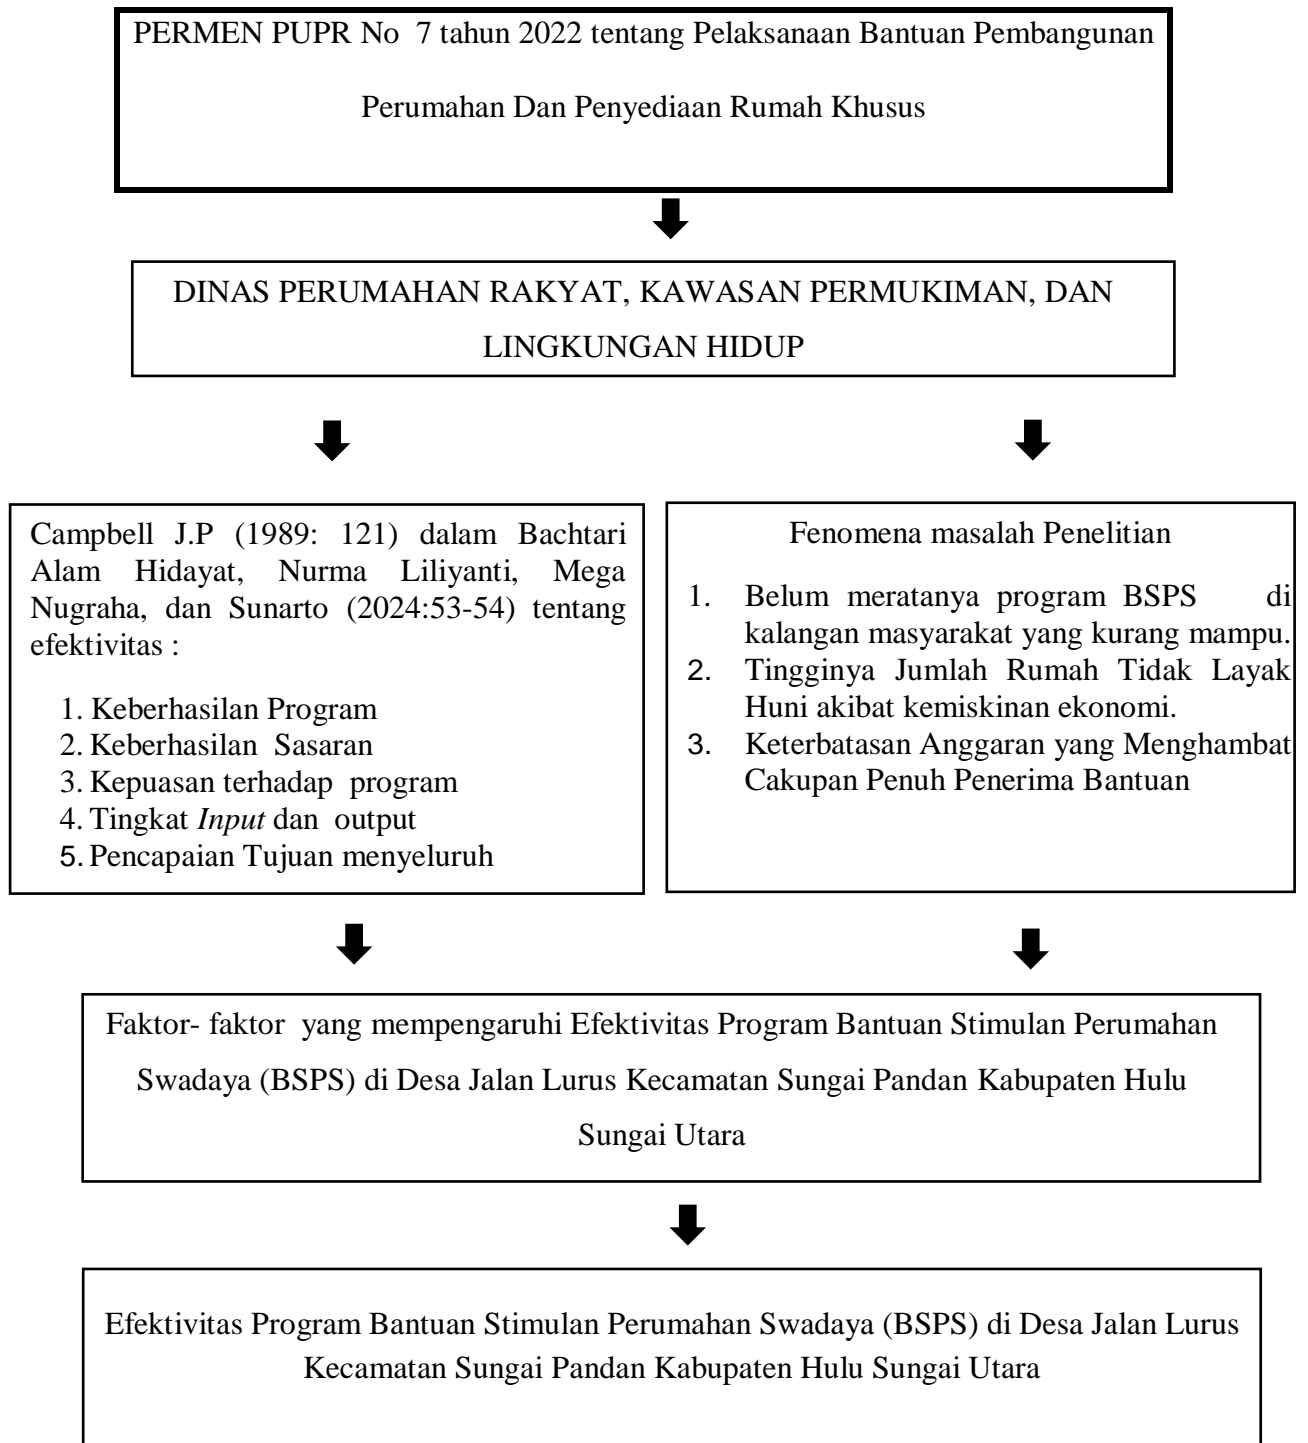 PERMEN PUPR No 7 tahun 2022 tentang Pelaksanaan Bantuan Pembangunan
Perumahan Dan Penyediaan Rumah Khusus
DINAS PERUMAHAN RAKYAT, KAWASAN PERMUKIMAN, DAN
LINGKUNGAN HIDUP
Campbell J.P (1989: 121) dalam Bachtari
Alam Hidayat, Nurma Liliyanti, Mega
Nugraha, dan Sunarto (2024:53-54) tentang
efektivitas :
1. Keberhasilan Program
2. Keberhasilan Sasaran
3. Kepuasan terhadap program
4. Tingkat Input dan output
5. Pencapaian Tujuan menyeluruh
Fenomena masalah Penelitian
1. Belum meratanya program BSPS di
kalangan masyarakat yang kurang mampu.
2. Tingginya Jumlah Rumah Tidak Layak
Huni akibat kemiskinan ekonomi.
3. Keterbatasan Anggaran yang Menghambat
Cakupan Penuh Penerima Bantuan
Faktor- faktor yang mempengaruhi Efektivitas Program Bantuan Stimulan Perumahan
Swadaya (BSPS) di Desa Jalan Lurus Kecamatan Sungai Pandan Kabupaten Hulu
Sungai Utara
Efektivitas Program Bantuan Stimulan Perumahan Swadaya (BSPS) di Desa Jalan Lurus
Kecamatan Sungai Pandan Kabupaten Hulu Sungai Utara